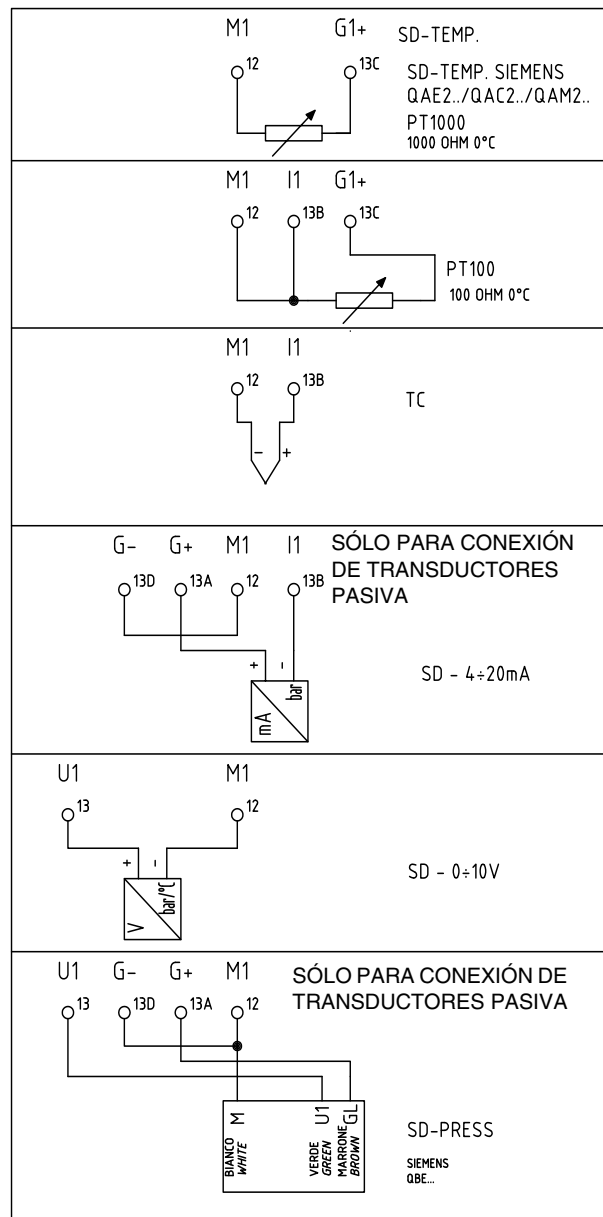 M1 G1+ SD-TEMP.
12 13C SD-TEMP. SIEMENS
QAE2../QAC2../QAM2..
PT1000
1000 OHM 0°C
M1 I1 G1+
12 13B 13C
PT100
100 OHM 0°C
M1 I1
12 13B
TC
- +
G- G+ M1 I1 SÓLO PARA CONEXIÓN
DE TRANSDUCTORES
PASIVA
13D 13A 12 13B
+ -
mA bar
SD - 4÷20mA
U1 M1
13 12
+ -
V bar/°C
SD - 0÷10V
U1 G- G+ M1 SÓLO PARA CONEXIÓN DE
TRANSDUCTORES PASIVA
13 13D 13A 12
M U1 GL
BIANCO
WHITE
VERDE
GREEN
MARRONE
BROWN
SD-PRESS
SIEMENS
QBE...